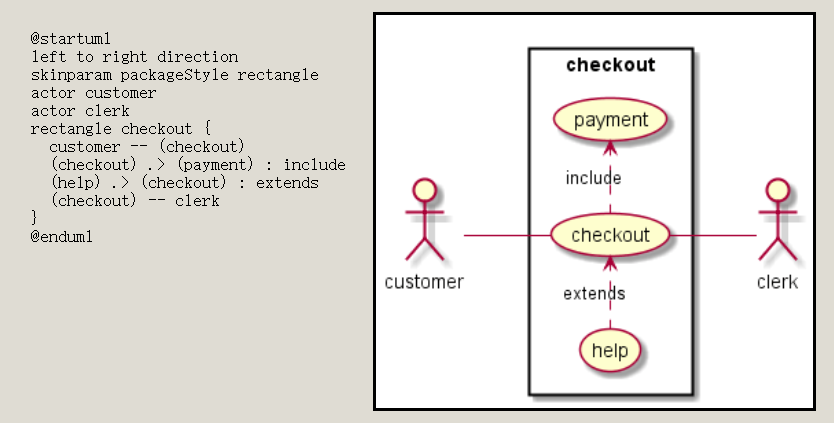 @startuml
left to right direction
skinparam packageStyle rectangle
actor customer
actor clerk
rectangle checkout {
customer -- (checkout)
(checkout) .> (payment) : include
(help) .> (checkout) : extends
(checkout) -- clerk
}
@enduml
checkout
payment
include
checkout
customer
clerk
extends
help